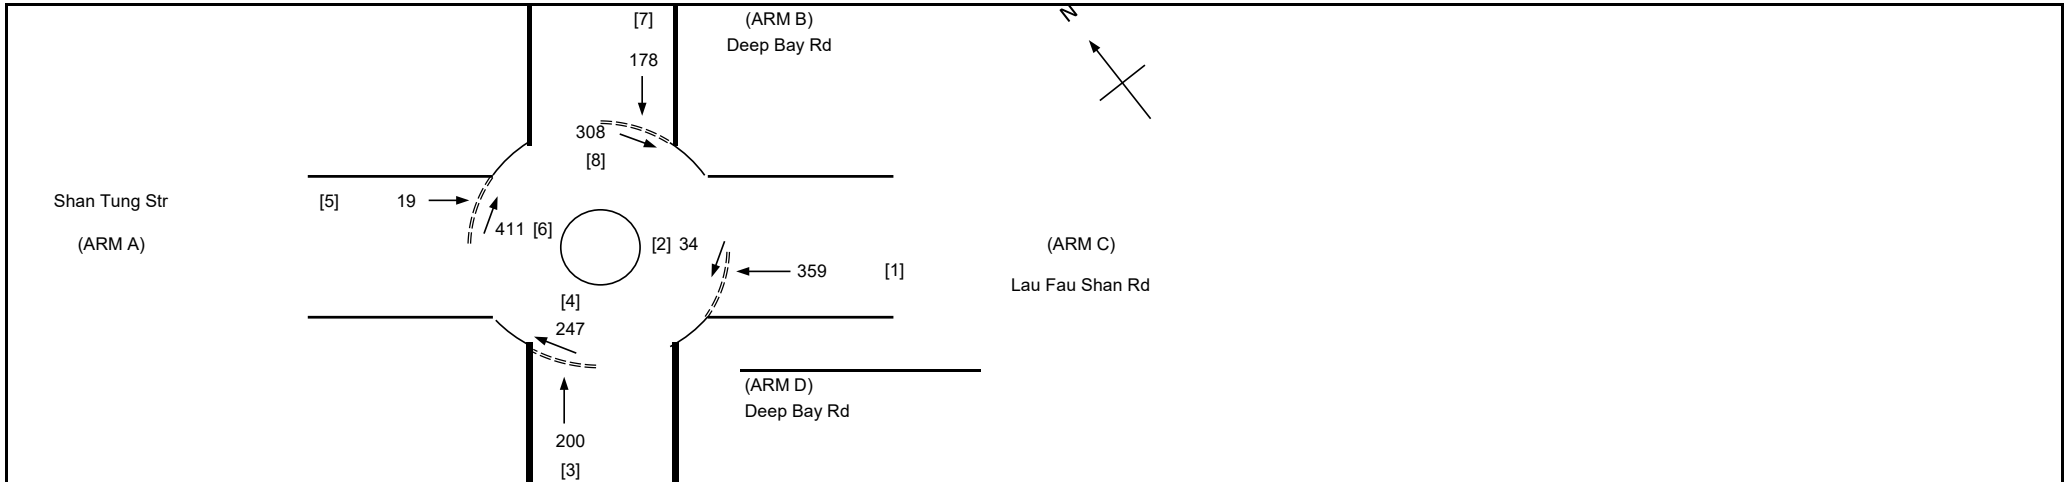 N
[7] (ARM B)
Deep Bay Rd
178
308
[8]
Shan Tung Str [5] 19
411 [6] [2] 34
(ARM A) (ARM C)
359 [1]
Lau Fau Shan Rd
[4]
247
(ARM D)
Deep Bay Rd
200
[3]